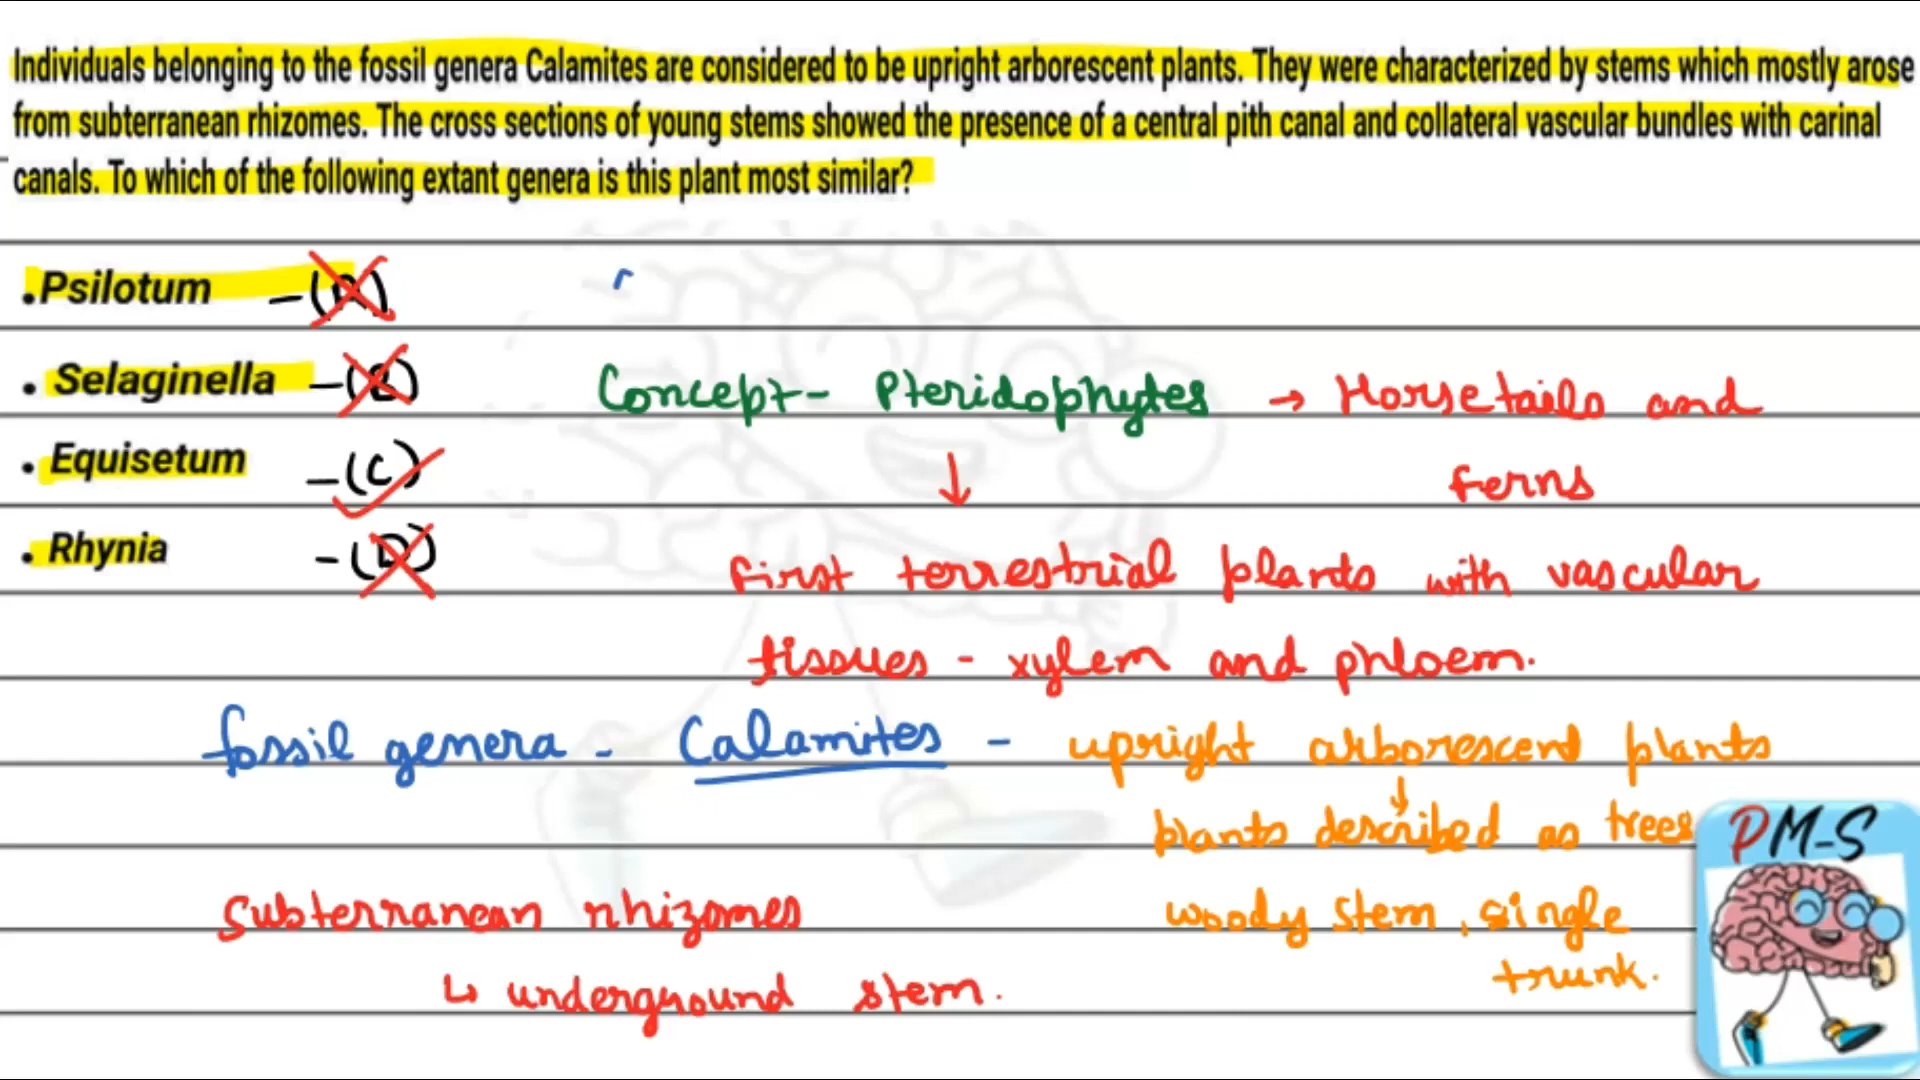 Individuals belonging to the fossil genera Calamites are considered to be upright arborescent plants. They were characterized by stems which mostly arose
from subterranean rhizomes. The cross sections of young stems showed the presence of a central pith canal and collateral vascular bundles with carinal
canals. To which of the following extant genera is this plant most similar?
. Psilotum -
. Selaginella - (B)
. Equisetum - (C)
. Rhynia - (D)
Concept - Pteridophytes → Horsetails and
ferns
↓
First terrestrial plants with vascular
tissues - xylem and phloem.
fossil genera - Calamites - upright arborescent plants
↓
plants described as trees
woody stem, single
trunk.
subterranean rhizomes
↳ underground stem.
PM-S